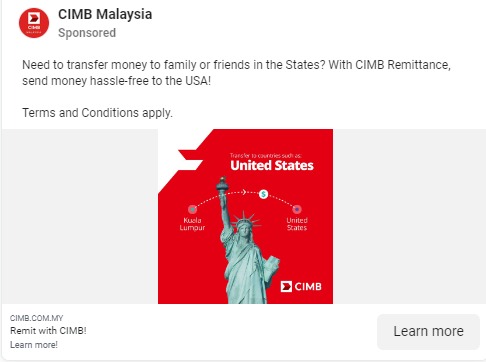 CIMB Malaysia
Sponsored
Need to transfer money to family or friends in the States? With CIMB Remittance,
send money hassle-free to the USA!
Terms and Conditions apply.
Transfer to countries such as:
United States
$
Kuala
Lumpur
United
States
CIMB
CIMB.COM.MY
Remit with CIMB!
Learn more!
Learn more